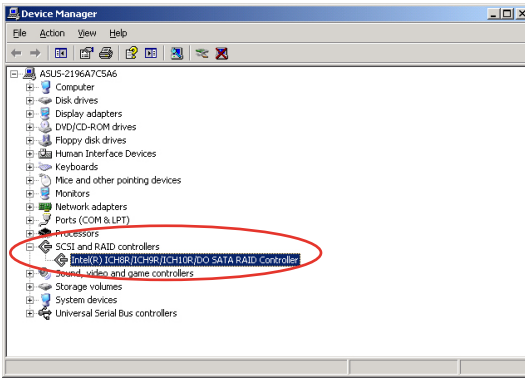 Device Manager
File Action View Help
ASUS-2196A7C5A6
Computer
Disk drives
Display adapters
DVD/CD-ROM drives
Floppy disk drives
Human Interface Devices
Keyboards
Mice and other pointing devices
Monitors
Network adapters
Ports (COM & LPT)
Processors
SCSI and RAID controllers
Intel(R) ICH8R/ICH9R/ICH10R/DO SATA RAID Controller
Sound, video and game controllers
Storage volumes
System devices
Universal Serial Bus controllers